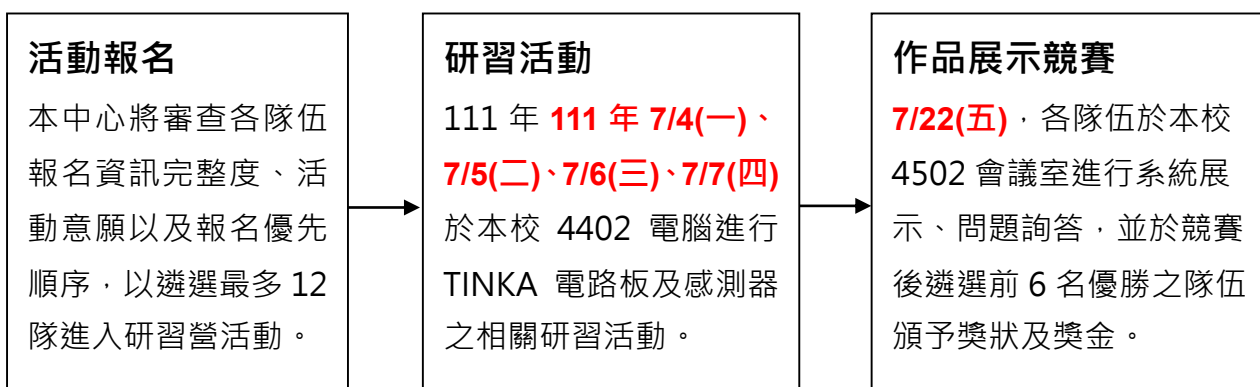 活動報名
本中心將審查各隊伍
報名資訊完整度、活
動意願以及報名優先
順序，以遴選最多 12
隊進入研習營活動。
研習活動
111 年 111 年 7/4(一)、
7/5(二)、7/6(三)、7/7(四)
於本校 4402 電腦進行
TINKA 電路板及感測器
之相關研習活動。
作品展示競賽
7/22(五)，各隊伍於本校
4502 會議室進行系統展
示、問題詢答，並於競賽
後遴選前 6 名優勝之隊伍
頒予獎狀及獎金。